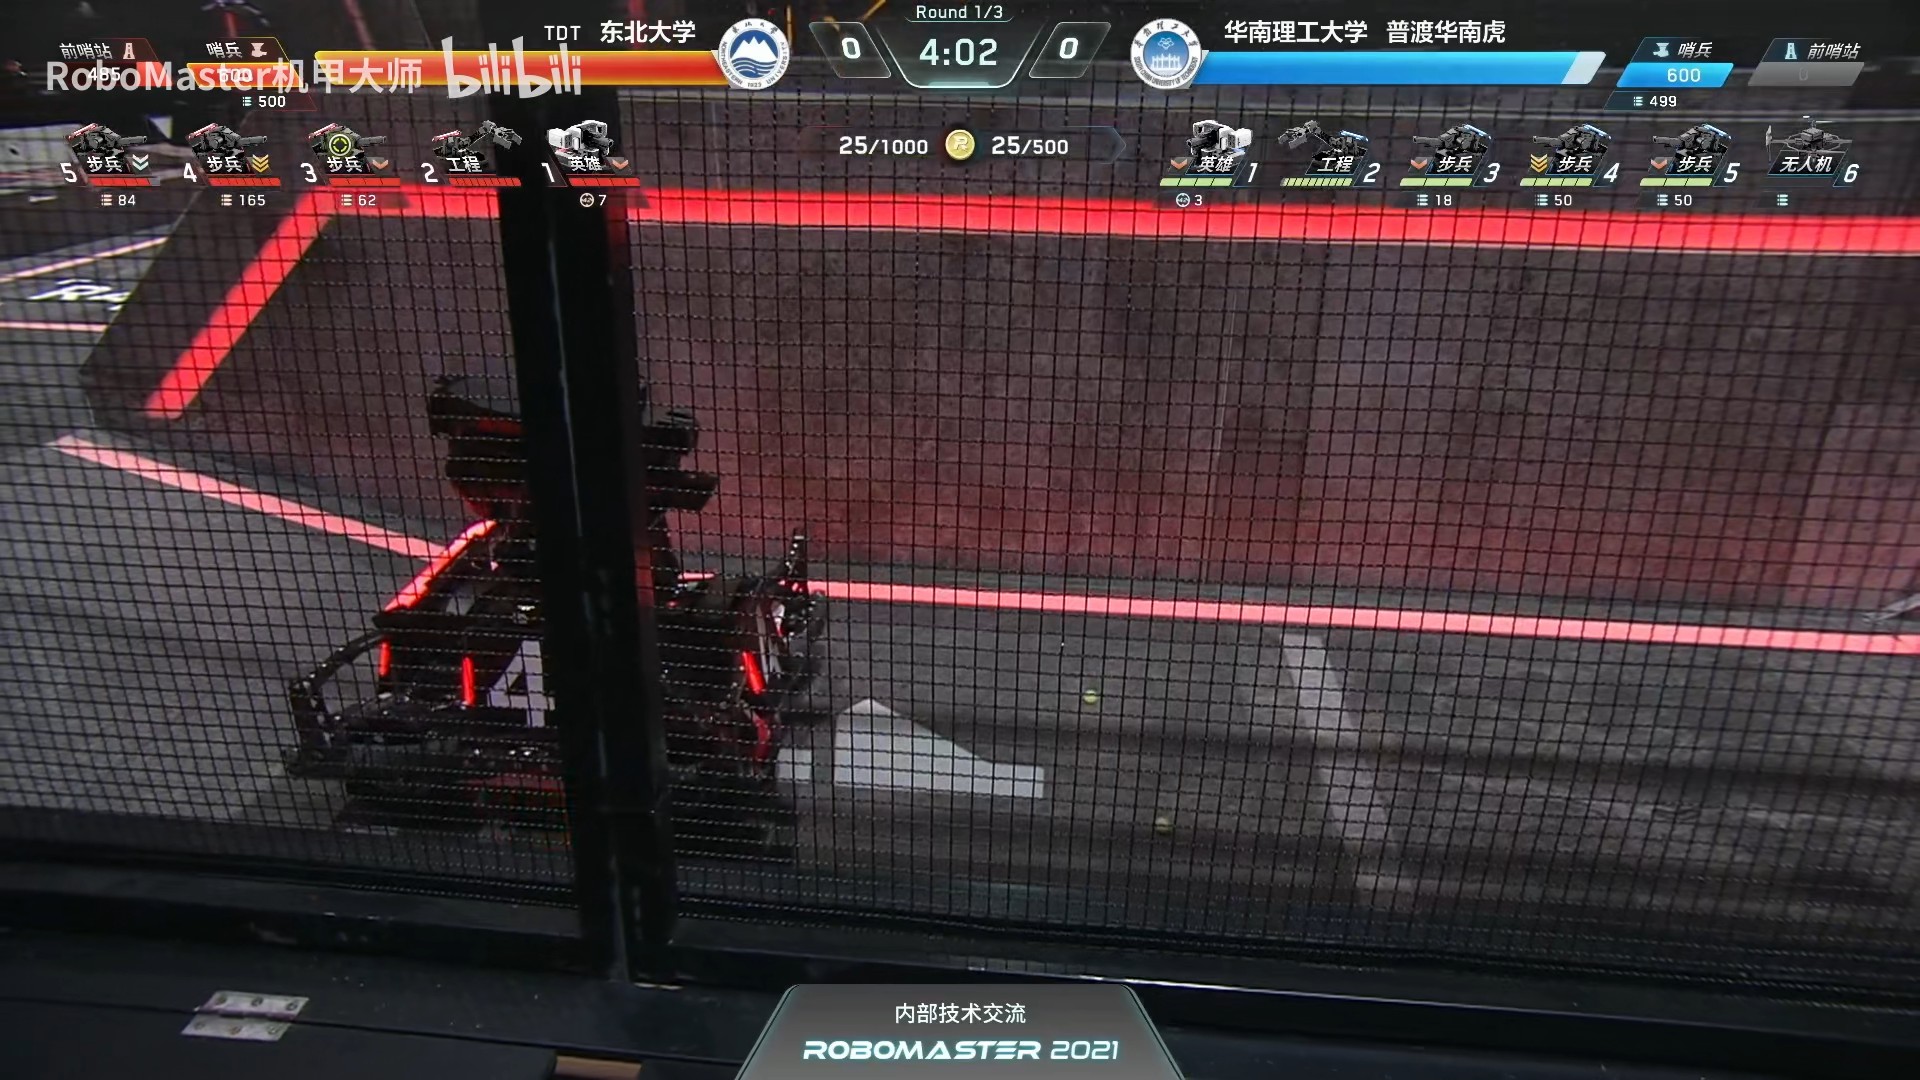 Round 1/3
TDT 东北大学
0
4:02
0
华南理工大学 普渡华南虎
前哨站
485
哨兵
600
500
哨兵
600
499
前哨站
0
RoboMaster机甲大师 bilibili
5 步兵 84
4 步兵 165
3 步兵 62
2 工程
1 英雄 7
25/1000
25/500
英雄 1 3
工程 2
步兵 3 18
步兵 4 50
步兵 5 50
无人机 6
4
内部技术交流
ROBOMASTER 2021